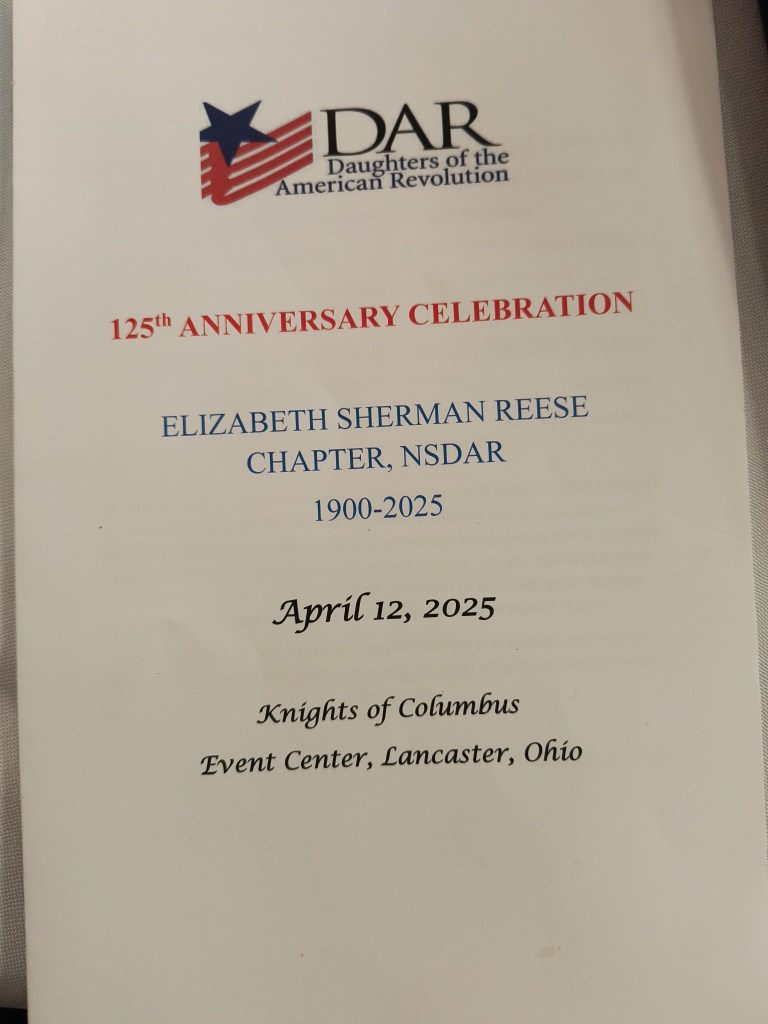 DAR
Daughters of the
American Revolution
125th ANNIVERSARY CELEBRATION
ELIZABETH SHERMAN REESE
CHAPTER, NSDAR
1900-2025
April 12, 2025
Knights of Columbus
Event Center, Lancaster, Ohio